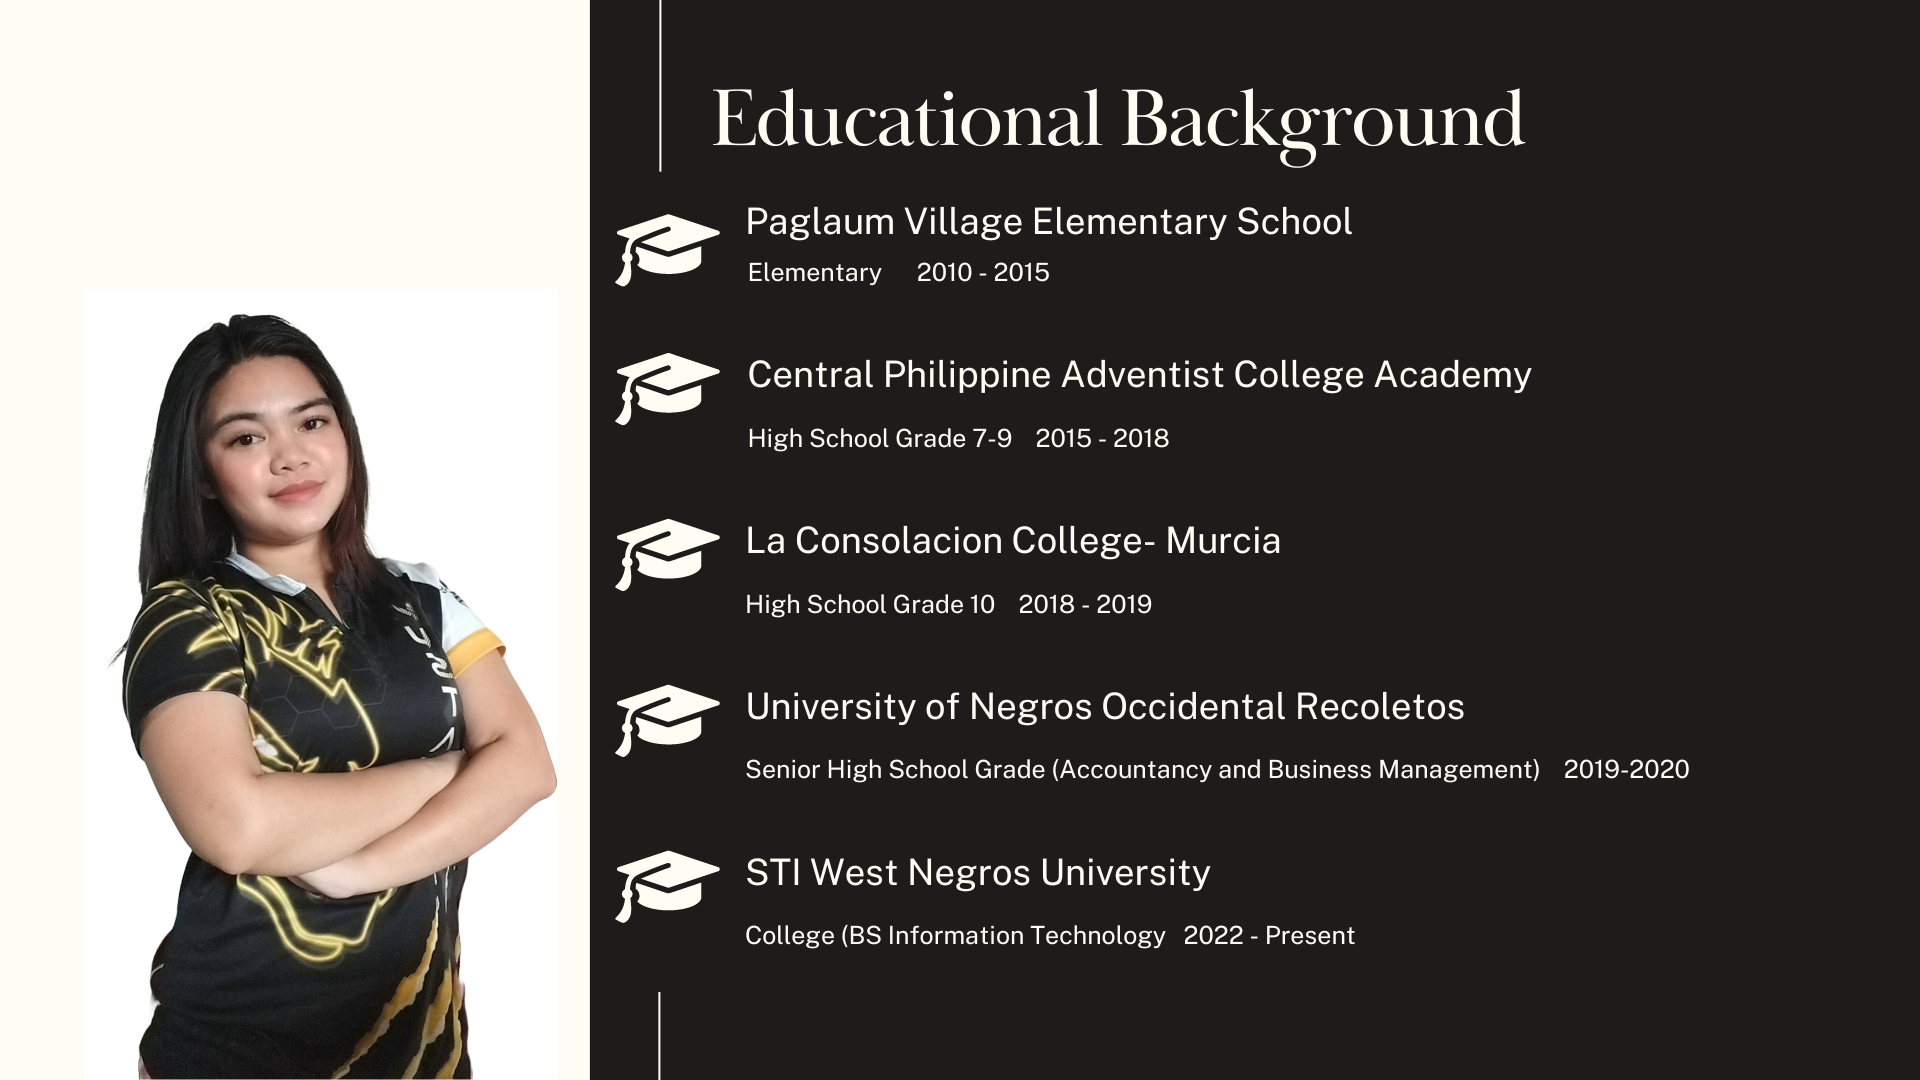 Educational Background
Paglaum Village Elementary School
Elementary 2010 - 2015
Central Philippine Adventist College Academy
High School Grade 7-9 2015 - 2018
La Consolacion College- Murcia
High School Grade 10 2018 - 2019
University of Negros Occidental Recoletos
Senior High School Grade (Accountancy and Business Management) 2019-2020
STI West Negros University
College (BS Information Technology 2022 - Present